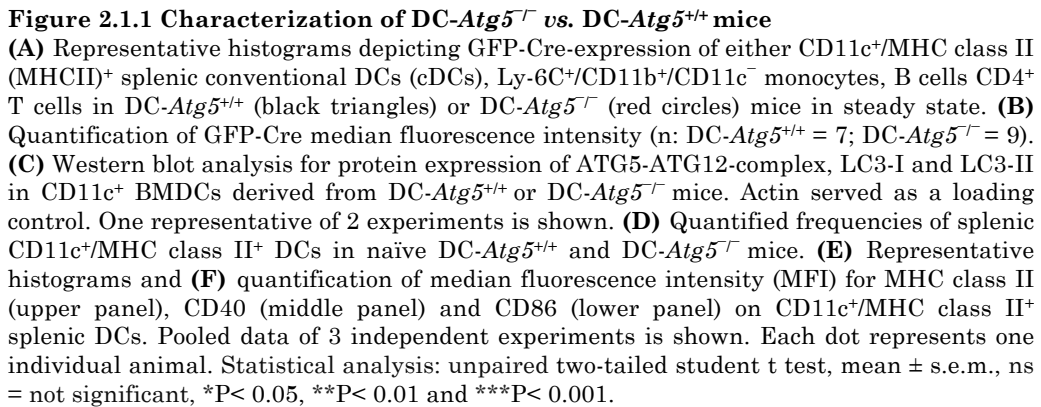 Figure 2.1.1 Characterization of DC-Atg5⁻/⁻ vs. DC-Atg5⁺/⁺ mice
(A) Representative histograms depicting GFP-Cre-expression of either CD11c⁺/MHC class II
(MHCII)⁺ splenic conventional DCs (cDCs), Ly-6C⁺/CD11b⁺/CD11c⁻ monocytes, B cells CD4⁺
T cells in DC-Atg5⁺/⁺ (black triangles) or DC-Atg5⁻/⁻ (red circles) mice in steady state. (B)
Quantification of GFP-Cre median fluorescence intensity (n: DC-Atg5⁺/⁺ = 7; DC-Atg5⁻/⁻ = 9).
(C) Western blot analysis for protein expression of ATG5-ATG12-complex, LC3-I and LC3-II
in CD11c⁺ BMDCs derived from DC-Atg5⁺/⁺ or DC-Atg5⁻/⁻ mice. Actin served as a loading
control. One representative of 2 experiments is shown. (D) Quantified frequencies of splenic
CD11c⁺/MHC class II⁺ DCs in naïve DC-Atg5⁺/⁺ and DC-Atg5⁻/⁻ mice. (E) Representative
histograms and (F) quantification of median fluorescence intensity (MFI) for MHC class II
(upper panel), CD40 (middle panel) and CD86 (lower panel) on CD11c⁺/MHC class II⁺
splenic DCs. Pooled data of 3 independent experiments is shown. Each dot represents one
individual animal. Statistical analysis: unpaired two-tailed student t test, mean ± s.e.m., ns
= not significant, *P< 0.05, **P< 0.01 and ***P< 0.001.